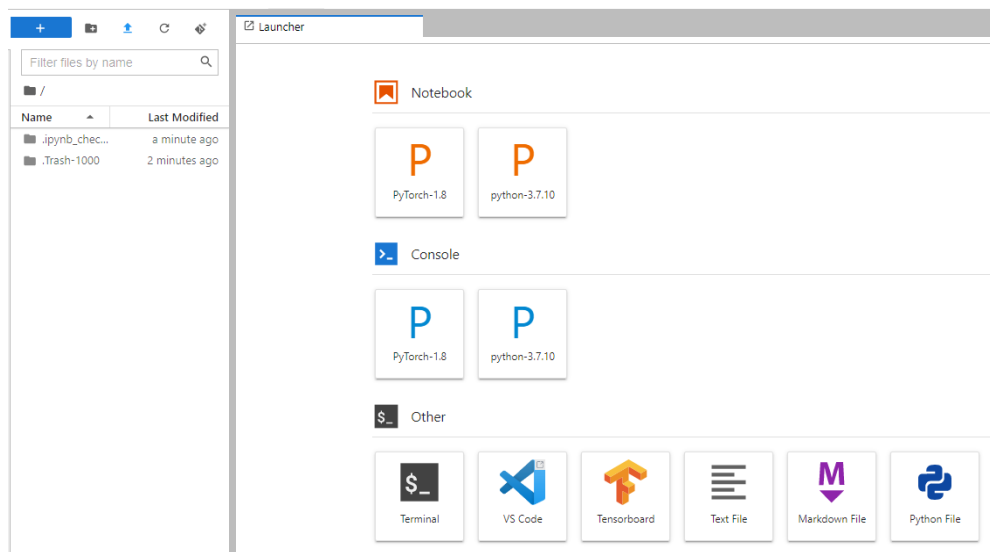 +
Launcher
Filter files by name
/
Name Last Modified
.ipynb_chec... a minute ago
.Trash-1000 2 minutes ago
Notebook
P P
PyTorch-1.8 python-3.7.10
>_ Console
P P
PyTorch-1.8 python-3.7.10
$_ Other
$_ M
Terminal VS Code Tensorboard Text File Markdown File Python File